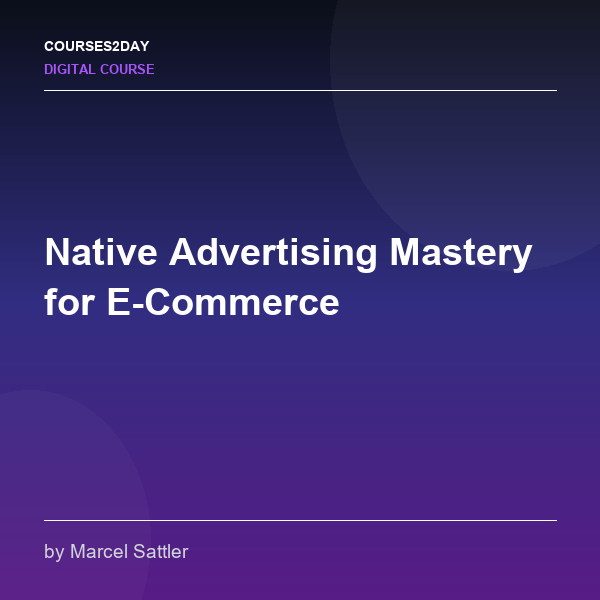 COURSES2DAY
DIGITAL COURSE
Native Advertising Mastery
for E-Commerce
by Marcel Sattler